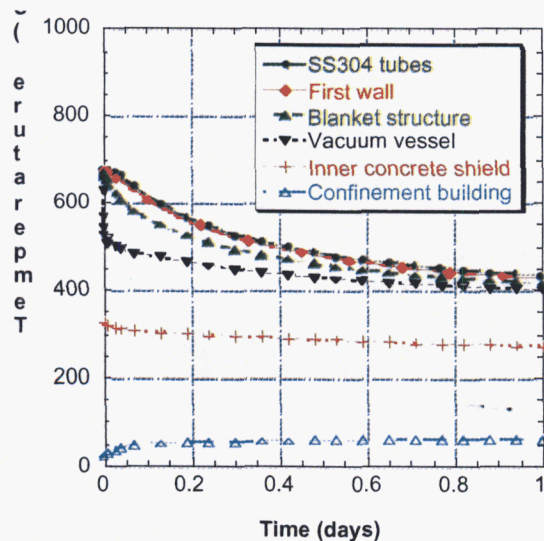 Temperature (
1000
800
600
400
200
0
SS304 tubes
First wall
Blanket structure
Vacuum vessel
Inner concrete shield
Confinement building
0 0.2 0.4 0.6 0.8 1
Time (days)